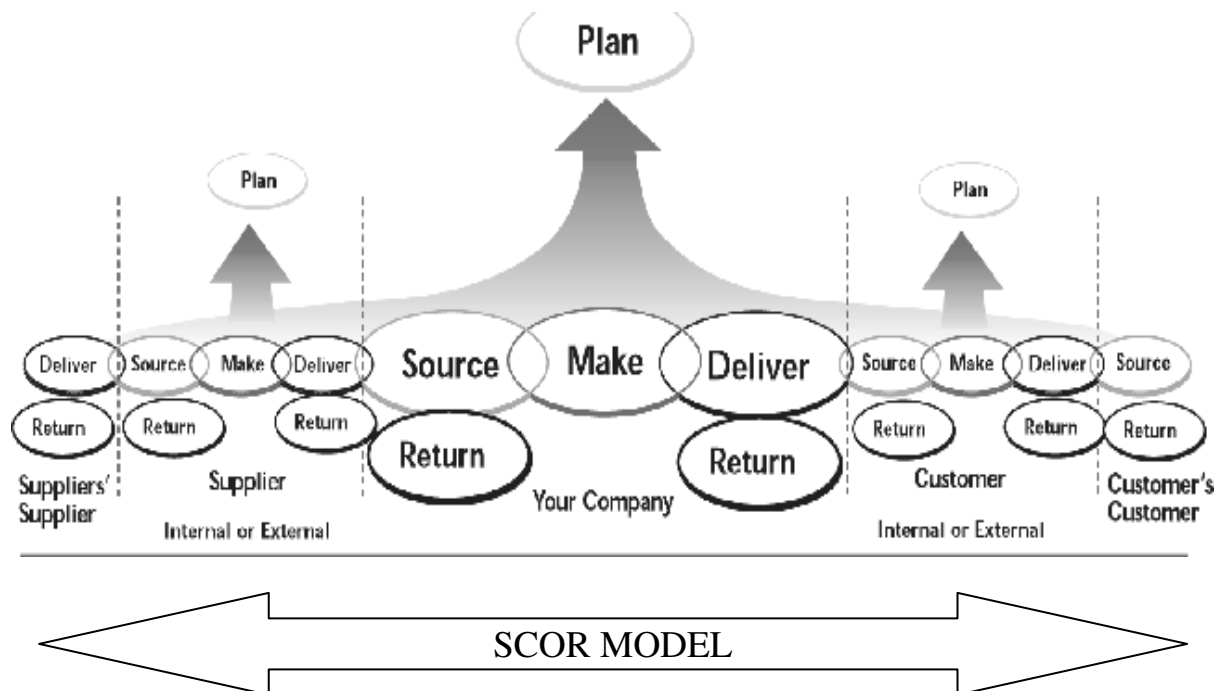 Plan
Plan
Plan
Deliver
Source
Make
Deliver
Source
Make
Deliver
Source
Make
Deliver
Source
Return
Return
Return
Return
Return
Return
Return
Return
Suppliers'
Supplier
Supplier
Internal or External
Your Company
Customer
Internal or External
Customer's
Customer
SCOR MODEL